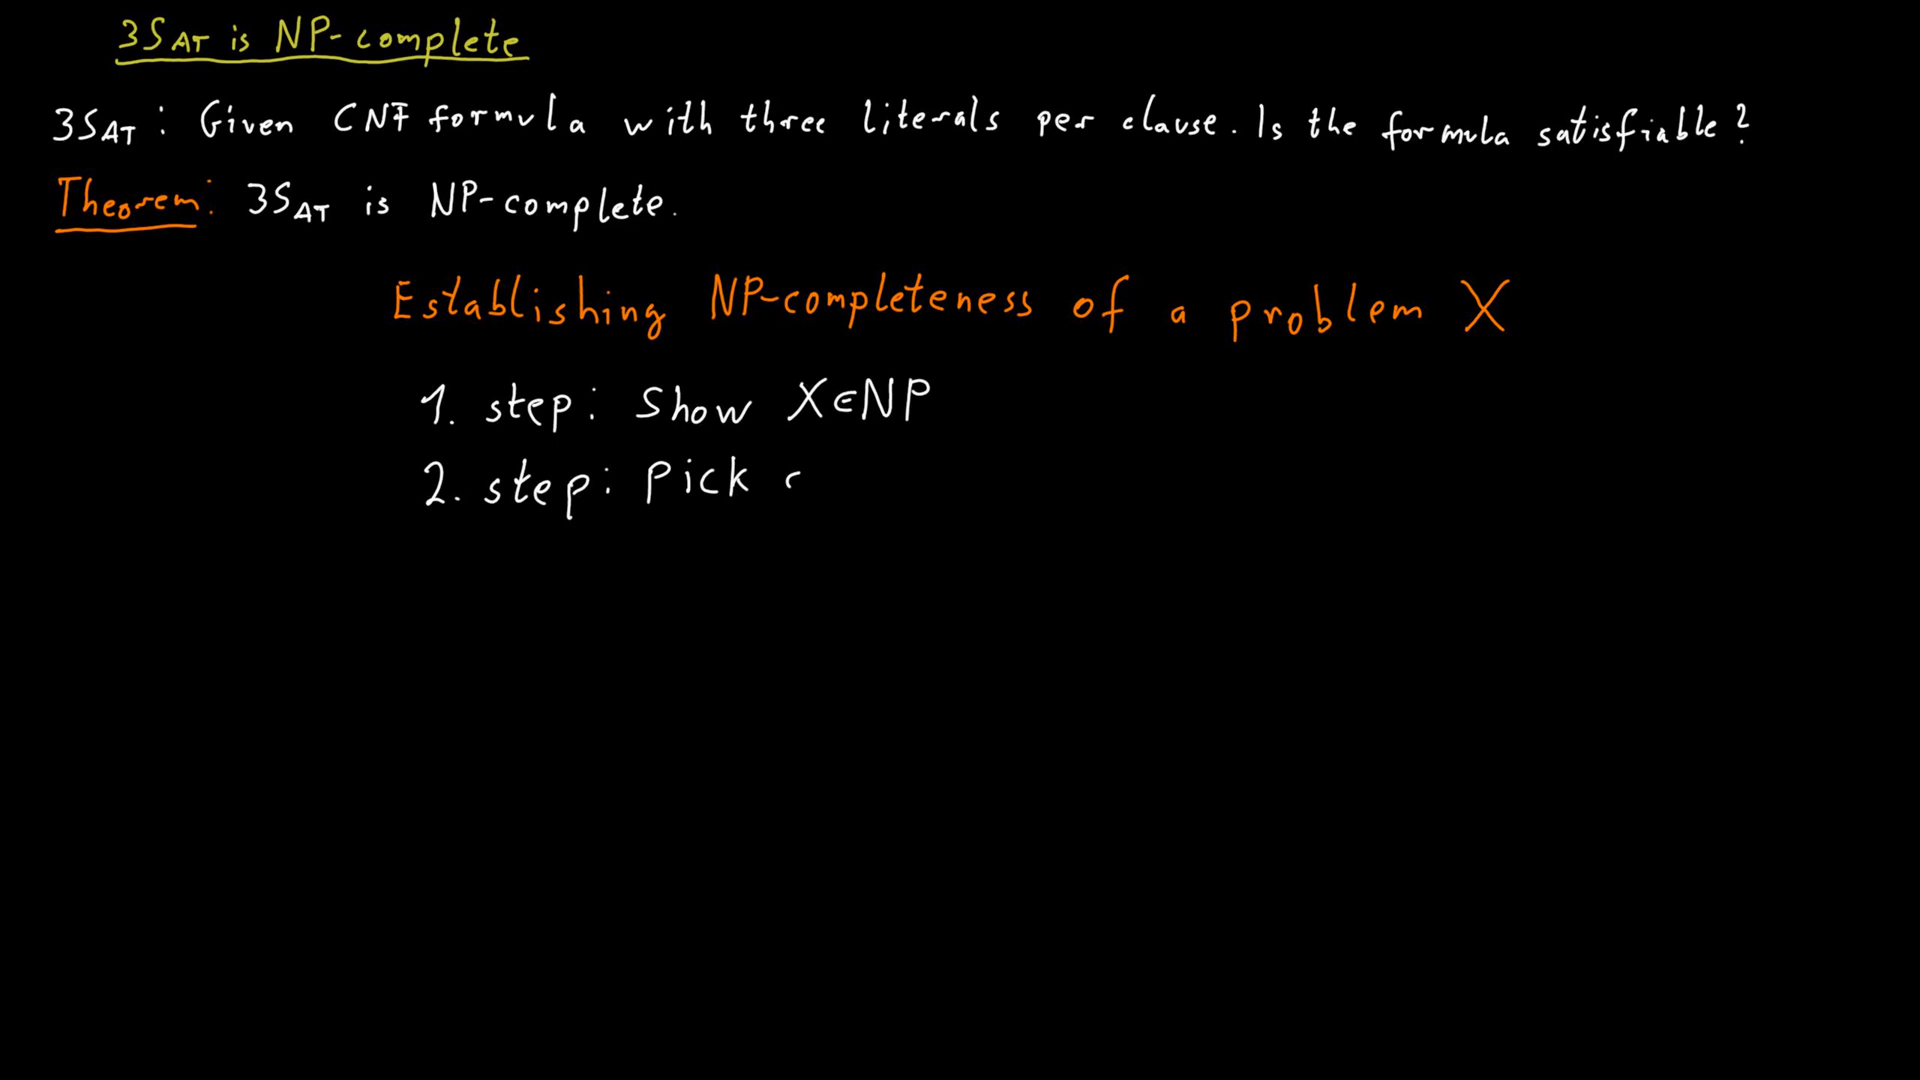 3SAT is NP-complete
3SAT: Given CNF formula with three literals per clause. Is the formula satisfiable?
Theorem: 3SAT is NP-complete.
Establishing NP-completeness of a problem X
1. step: Show X∈NP
2. step: Pick